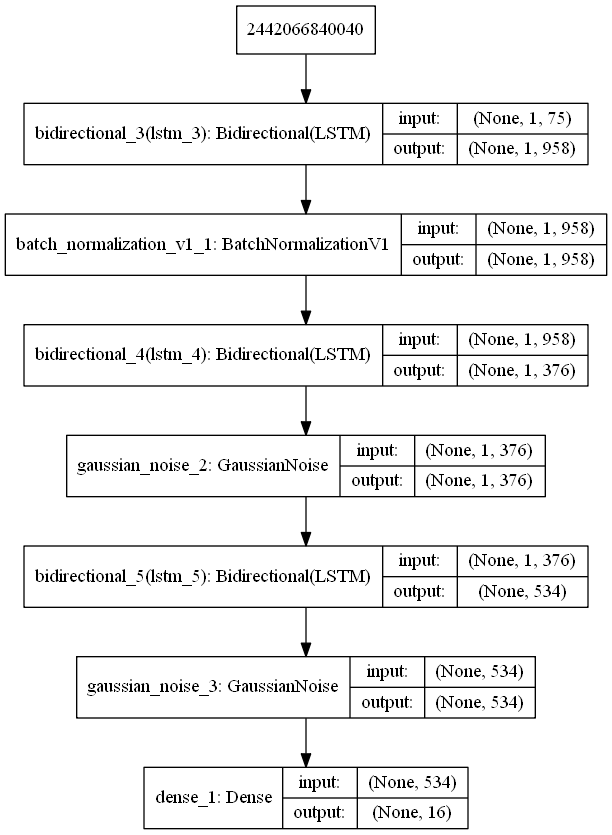 2442066840040
bidirectional_3(lstm_3): Bidirectional(LSTM)
input: (None, 1, 75)
output: (None, 1, 958)
batch_normalization_v1_1: BatchNormalizationV1
input: (None, 1, 958)
output: (None, 1, 958)
bidirectional_4(lstm_4): Bidirectional(LSTM)
input: (None, 1, 958)
output: (None, 1, 376)
gaussian_noise_2: GaussianNoise
input: (None, 1, 376)
output: (None, 1, 376)
bidirectional_5(lstm_5): Bidirectional(LSTM)
input: (None, 1, 376)
output: (None, 534)
gaussian_noise_3: GaussianNoise
input: (None, 534)
output: (None, 534)
dense_1: Dense
input: (None, 534)
output: (None, 16)